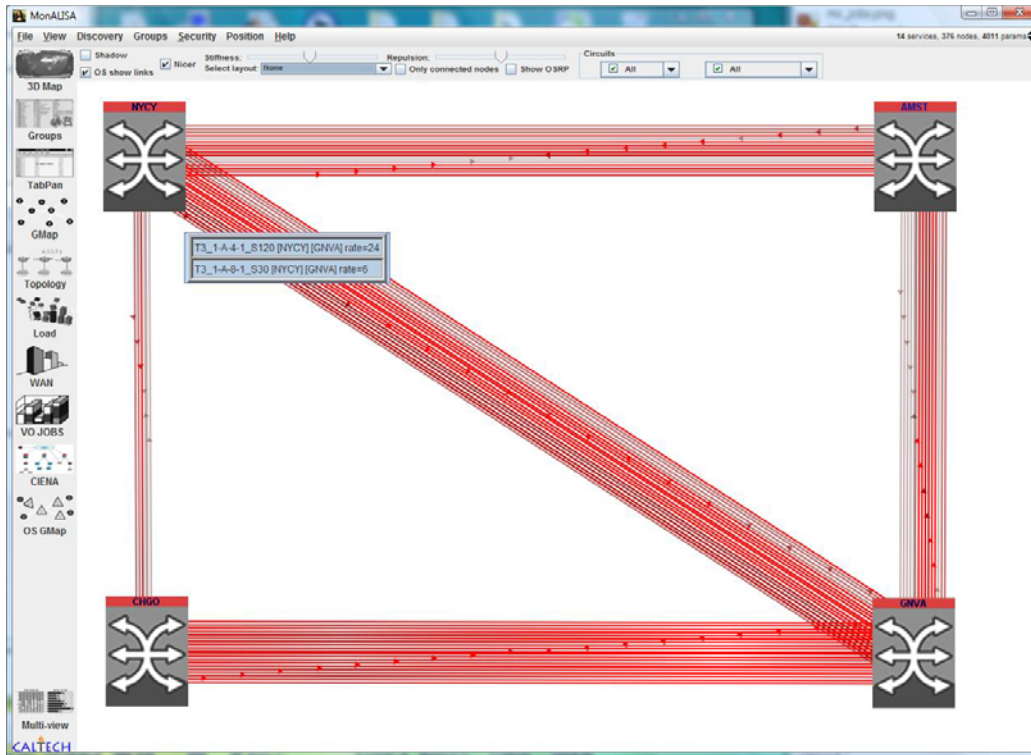 MonALISA
File View Discovery Groups Security Position Help
14 services, 376 nodes, 4011 params
Shadow
OS show links
Nicer
Stiffness:
Repulsion:
Select layout: None
Only connected nodes
Show OSRP
Circuits
All
All
3D Map
Groups
TabPan
GMap
Topology
Load
WAN
VO JOBS
CIENA
OS GMap
Multi-view
CALTECH
NYCY
AMST
T3_1-A-4-1_S120 [NYCY] [GNVA] rate=24
T3_1-A-8-1_S30 [NYCY] [GNVA] rate=6
CHGO
GNVA